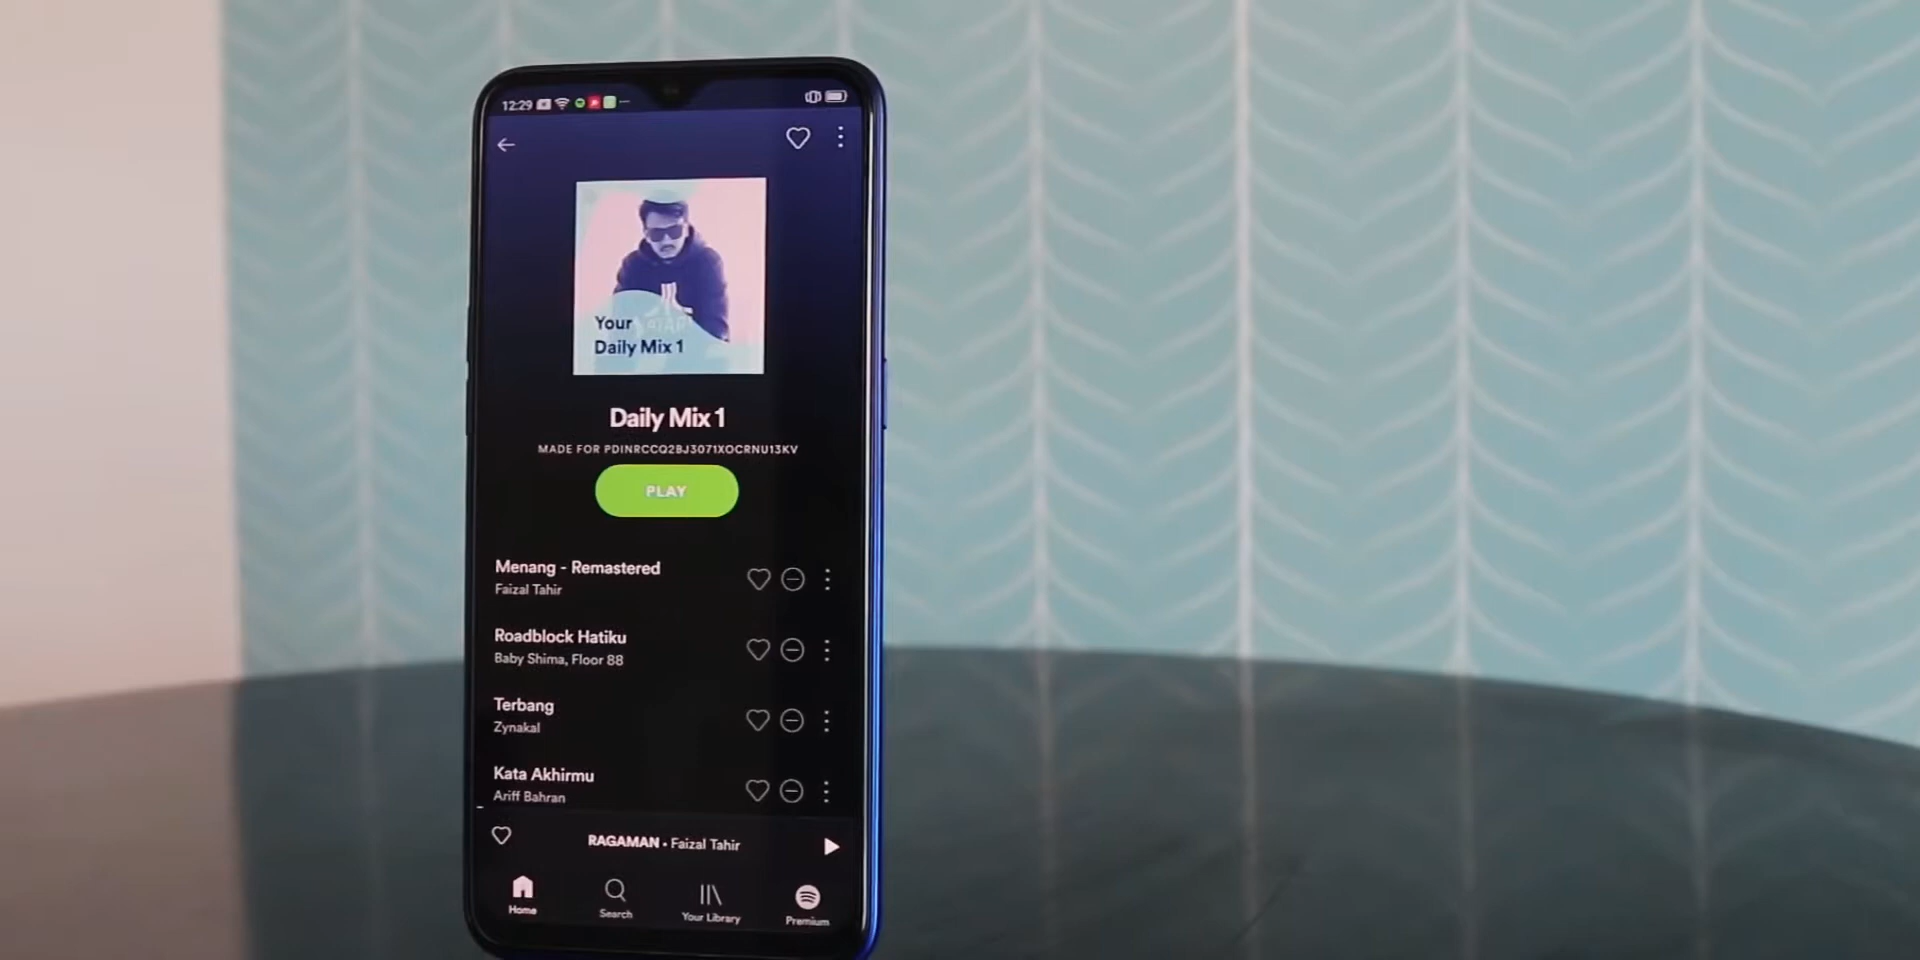 12:29
Your
Daily Mix 1
Daily Mix 1
MADE FOR PDINRCCQ2BJ3071XOCRNU13KV
PLAY
Menang - Remastered
Faizal Tahir
Roadblock Hatiku
Baby Shima, Floor 88
Terbang
Zynakal
Kata Akhirmu
Ariff Bahran
RAGAMAN • Faizal Tahir
Home
Search
Your Library
Premium